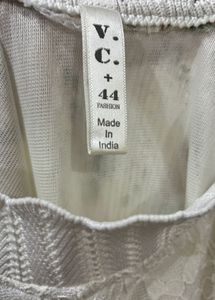 V.
C.
+
44
FASHION
Made
In
India